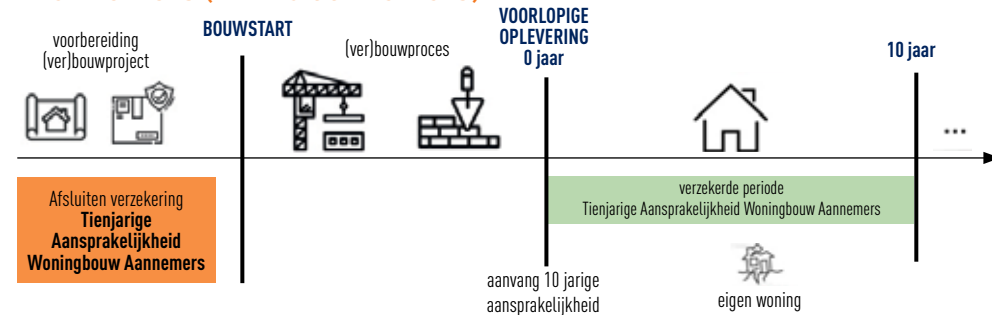 voorbereiding
(ver)bouwproject
BOUWSTART
(ver)bouwproces
VOORLOPIGE
OPLEVERING
0 jaar
10 jaar
...
Afsluiten verzekering
Tienjarige
Aansprakelijkheid
Woningbouw Aannemers
verzekerde periode
Tienjarige Aansprakelijkheid Woningbouw Aannemers
aanvang 10 jarige
aansprakelijkheid
eigen woning